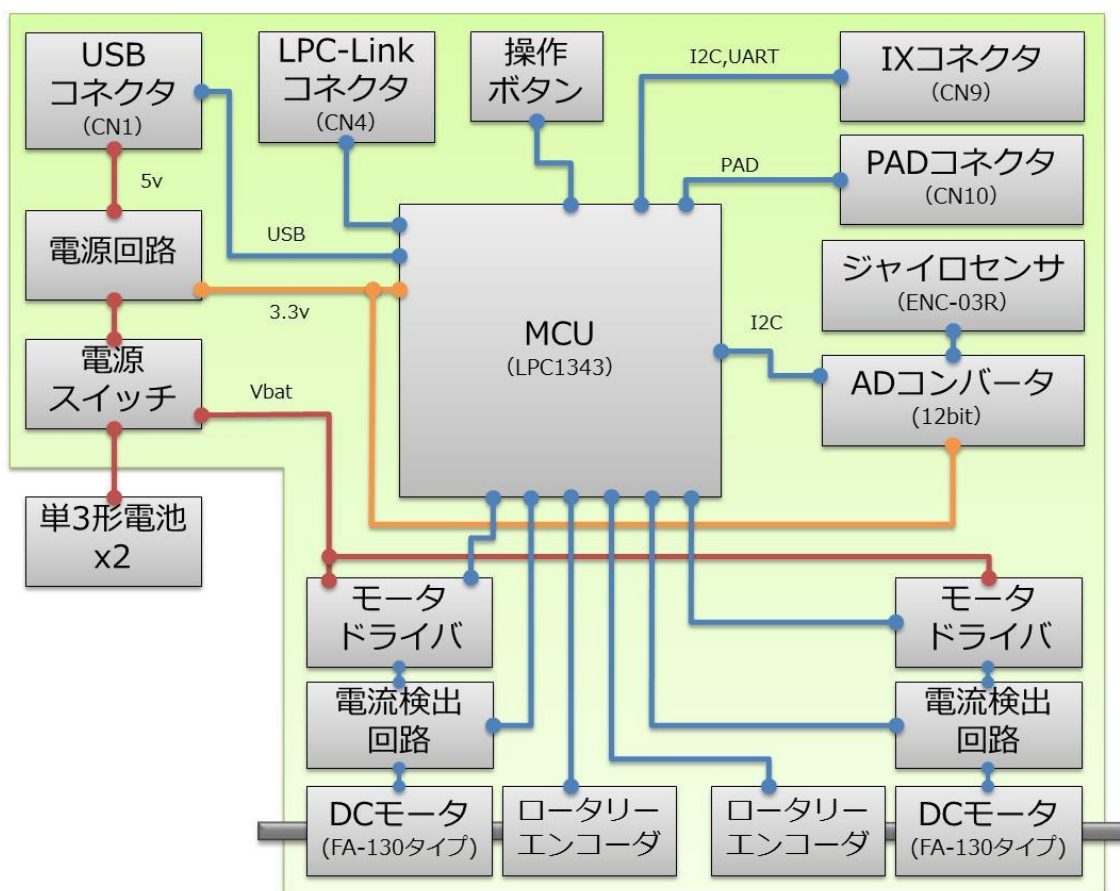 USB
コネクタ
(CN1)
LPC-Link
コネクタ
(CN4)
操作
ボタン
I2C,UART
IXコネクタ
(CN9)
5v
PAD
PADコネクタ
(CN10)
電源回路
USB
3.3v
ジャイロセンサ
(ENC-03R)
MCU
(LPC1343)
I2C
電源
スイッチ
Vbat
ADコンバータ
(12bit)
単3形電池
x2
モータ
ドライバ
モータ
ドライバ
電流検出
回路
電流検出
回路
DCモータ
(FA-130タイプ)
ロータリー
エンコーダ
ロータリー
エンコーダ
DCモータ
(FA-130タイプ)